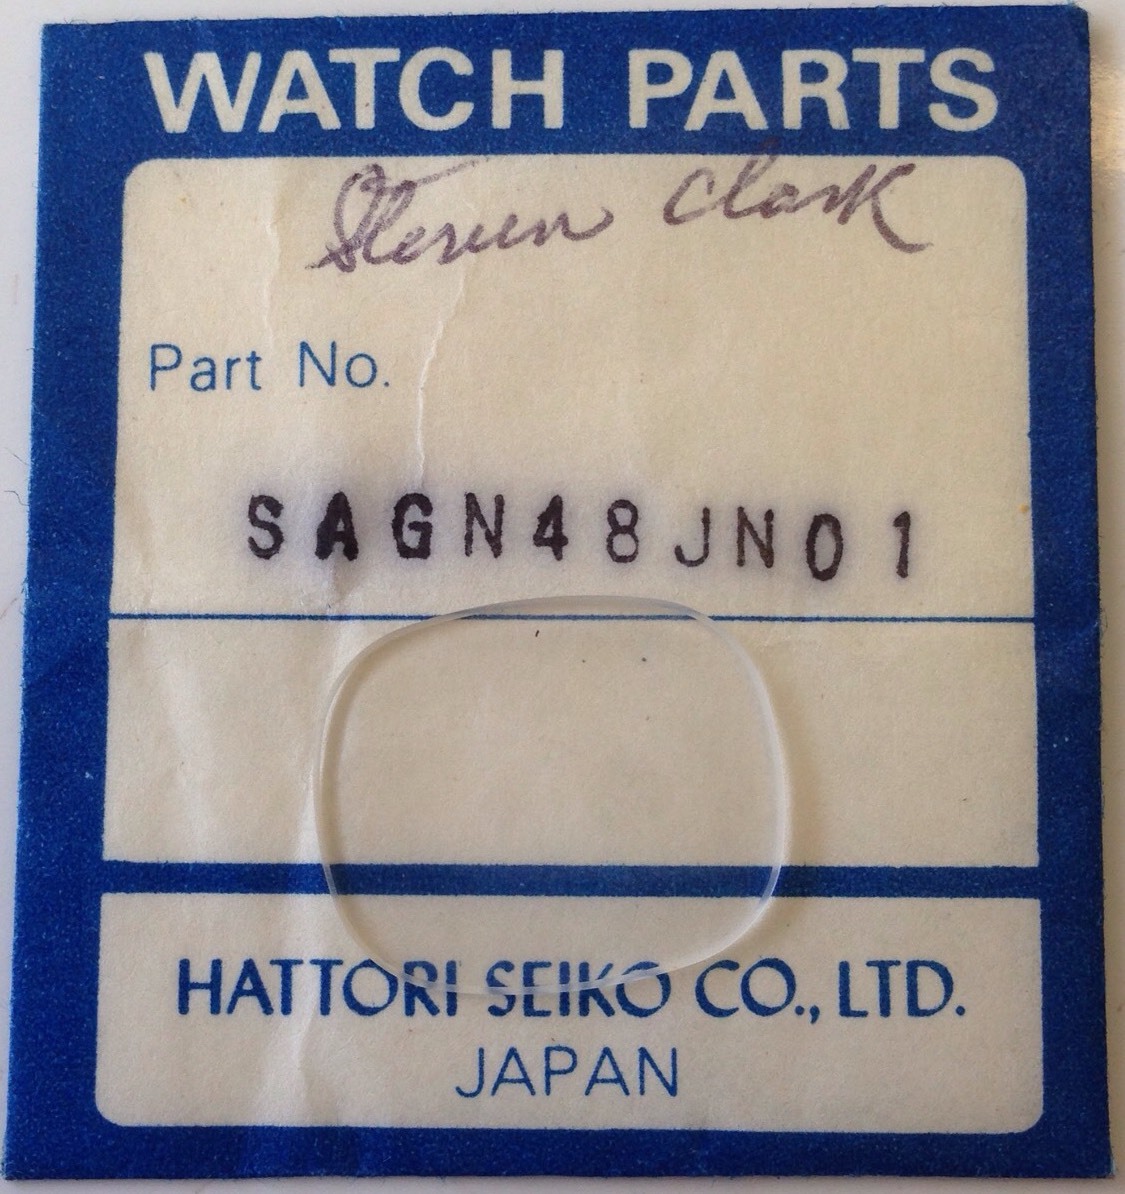 WATCH PARTS
Steven Clark
Part No.
SAGN48JN01
HATTORI SEIKO CO., LTD.
JAPAN